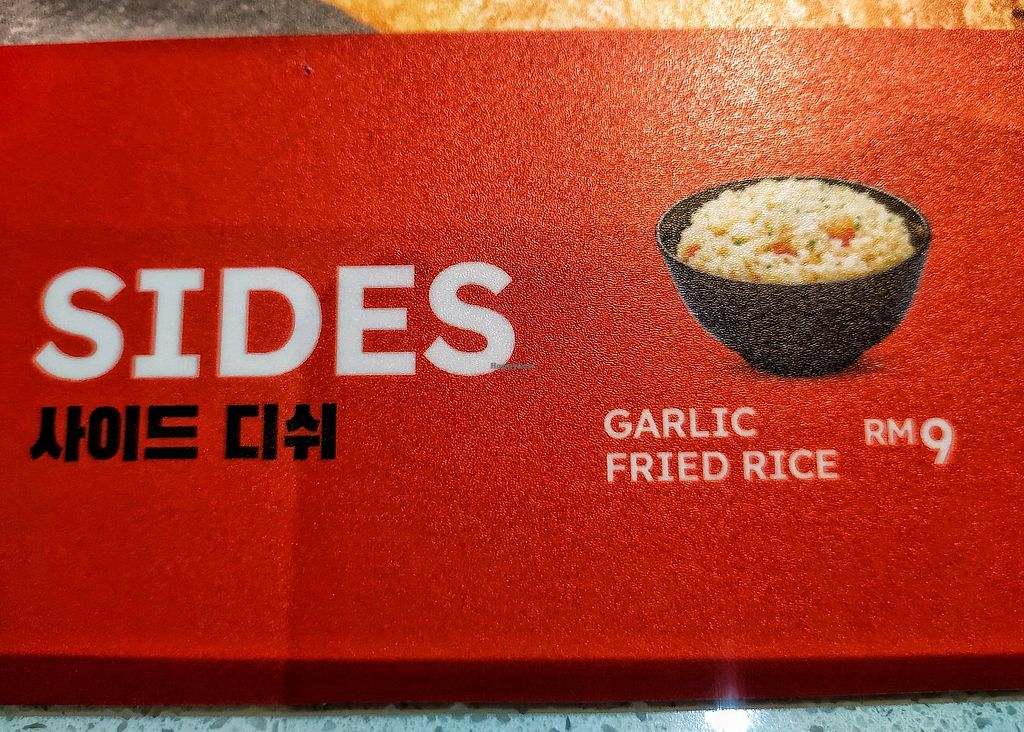 SIDES
사이드 디쉬
GARLIC
FRIED RICE
RM9